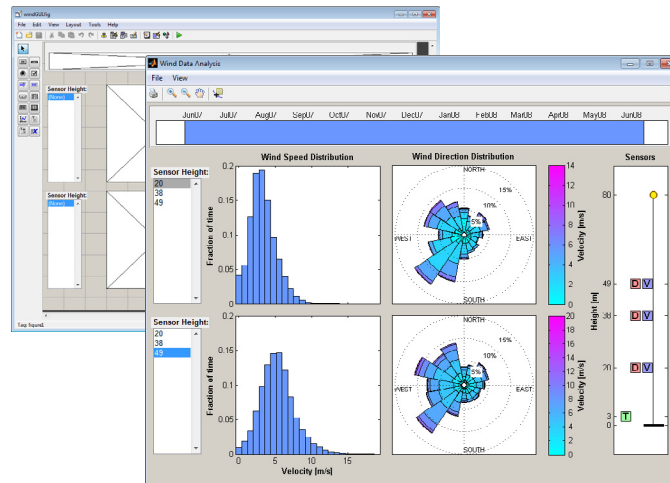 windGUI.fig
File Edit View Layout Tools Help
Sensor Height:
(None)
Sensor Height:
(None)
Tag: figure1
Wind Data Analysis
File View
Jun07 Jul07 Aug07 Sep07 Oct07 Nov07 Dec07 Jan08 Feb08 Mar08 Apr08 May08 Jun08
Sensor Height:
20
38
49
Wind Speed Distribution
Fraction of time
0.2
0.15
0.1
0.05
0
Wind Direction Distribution
NORTH
15%
10%
5%
WEST
EAST
SOUTH
14
12
10
8
6
4
2
0
Velocity [m/s]
Sensors
Height [m]
80
49 D V
38 D V
20 D V
3 T
0
Sensor Height:
20
38
49
Fraction of time
0.2
0.15
0.1
0.05
0
0 5 10 15
Velocity [m/s]
NORTH
15%
10%
5%
WEST
EAST
SOUTH
20
18
16
14
12
10
8
6
4
2
0
Velocity [m/s]